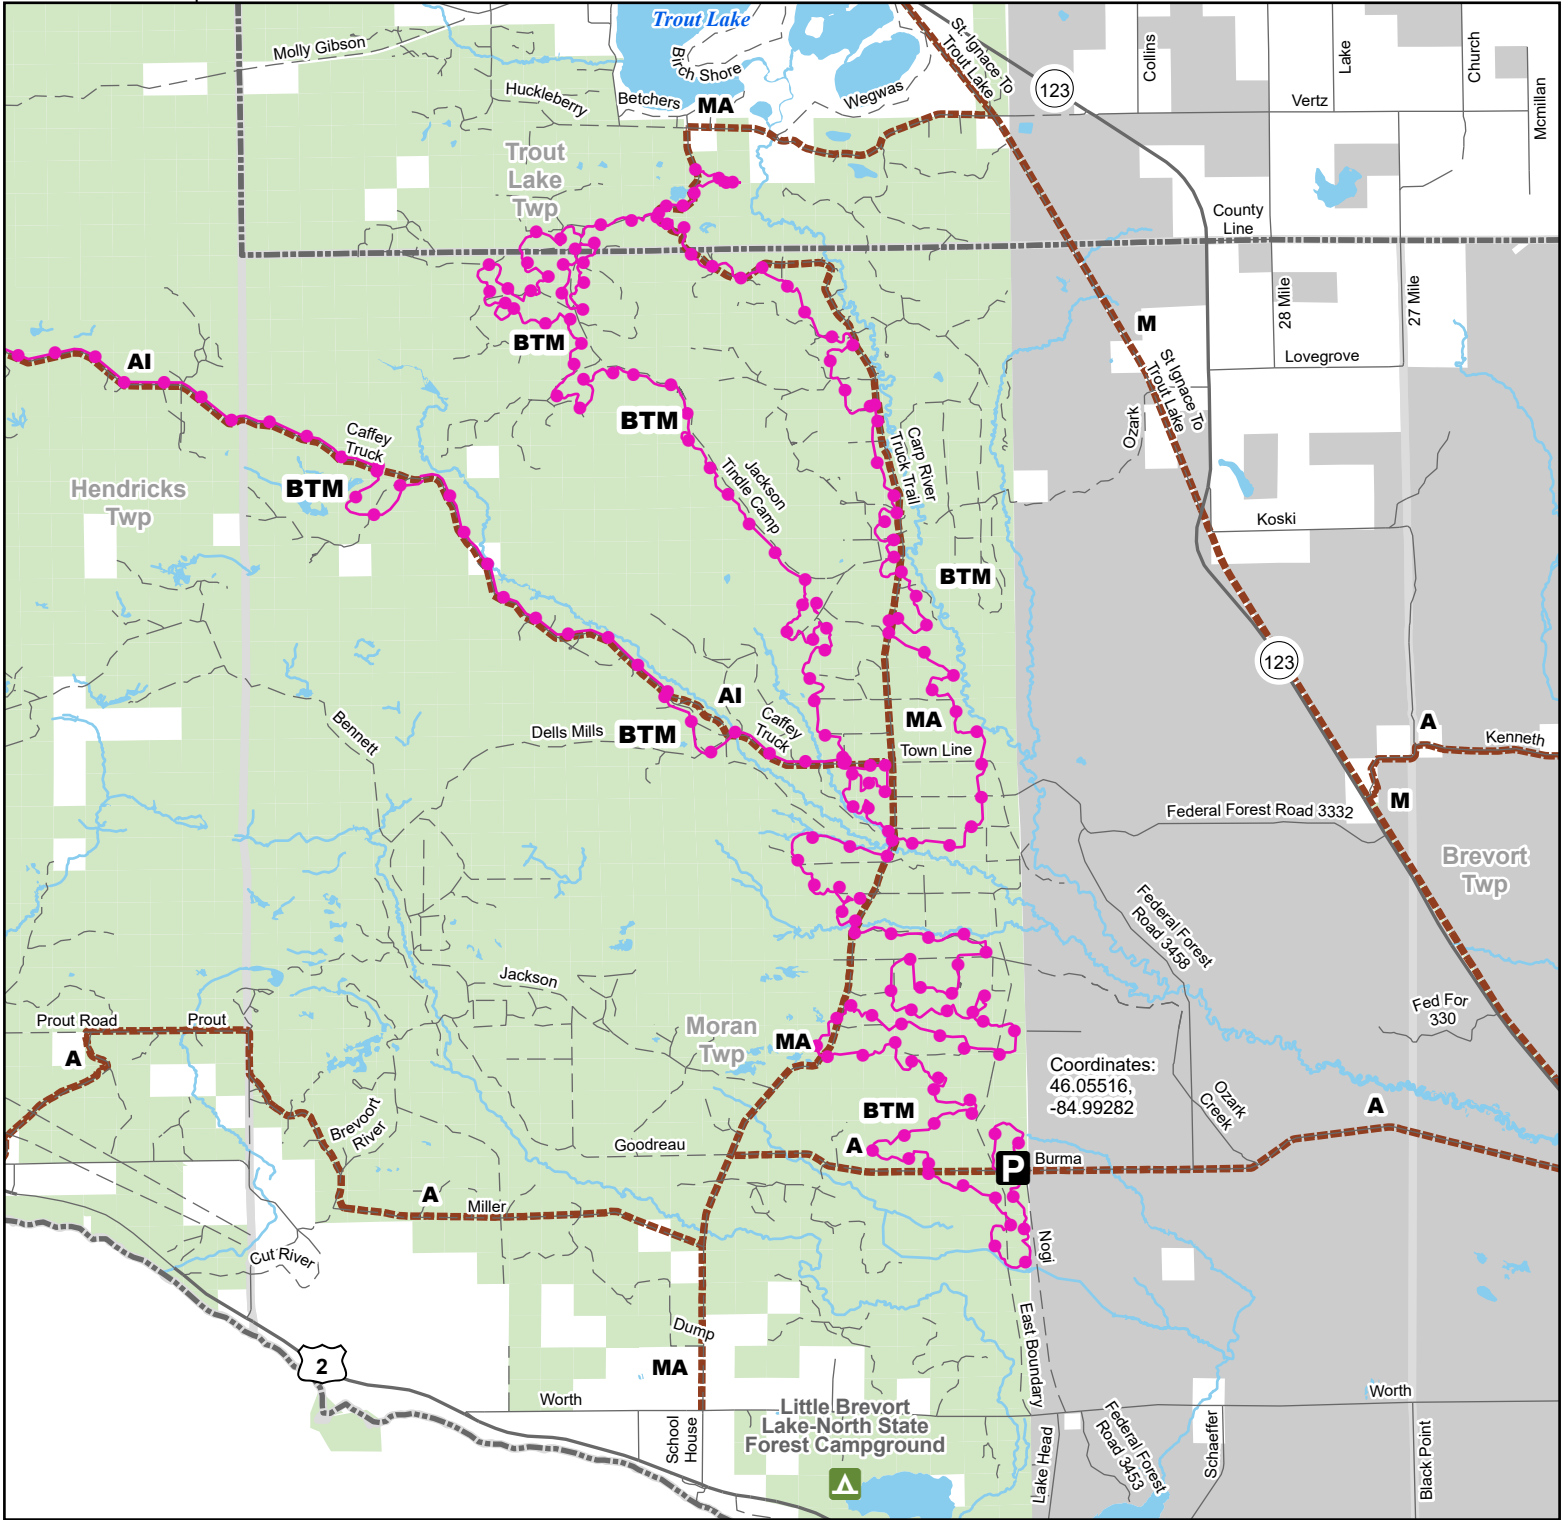 Trout Lake
Molly Gibson
Birch Shore
Huckleberry
Betchers
MA
Wegwas
St. Ignace To
Trout Lake
123
Collins
Lake
Church
Vertz
Mcmillan
Trout
Lake
Twp
County
Line
28 Mile
27 Mile
M
Lovegrove
St Ignace To
Trout Lake
Ozark
AI
BTM
BTM
Caffey
Truck
BTM
Hendricks
Twp
Jackson
Tindle Camp
Carp River
Truck Trail
Koski
BTM
123
AI
Caffey
Truck
Dells Mills
BTM
Bennett
MA
Town Line
A
Kenneth
M
Federal Forest Road 3332
Brevort
Twp
Federal Forest
Road 3458
Jackson
Fed For
330
Prout Road
Prout
A
Moran
Twp
MA
Coordinates:
46.05516,
-84.99282
Ozark
Creek
A
BTM
Brevoort
River
Goodreau
A
P
Burma
A
Miller
Cut River
Nogi
Dump
East Boundary
2
MA
Worth
Worth
School
House
Little Brevort
Lake-North State
Forest Campground
Lake Head
Federal Forest
Road 3453
Schaeffer
Black Point